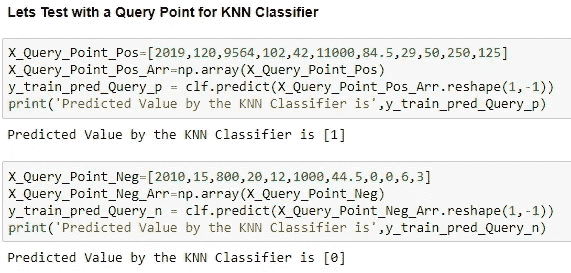 Lets Test with a Query Point for KNN Classifier
X_Query_Point_Pos=[2019,120,9564,102,42,11000,84.5,29,50,250,125]
X_Query_Point_Pos_Arr=np.array(X_Query_Point_Pos)
y_train_pred_Query_p = clf.predict(X_Query_Point_Pos_Arr.reshape(1,-1))
print('Predicted Value by the KNN Classifier is',y_train_pred_Query_p)
Predicted Value by the KNN Classifier is [1]
X_Query_Point_Neg=[2010,15,800,20,12,1000,44.5,0,0,6,3]
X_Query_Point_Neg_Arr=np.array(X_Query_Point_Neg)
y_train_pred_Query_n = clf.predict(X_Query_Point_Neg_Arr.reshape(1,-1))
print('Predicted Value by the KNN Classifier is',y_train_pred_Query_n)
Predicted Value by the KNN Classifier is [0]